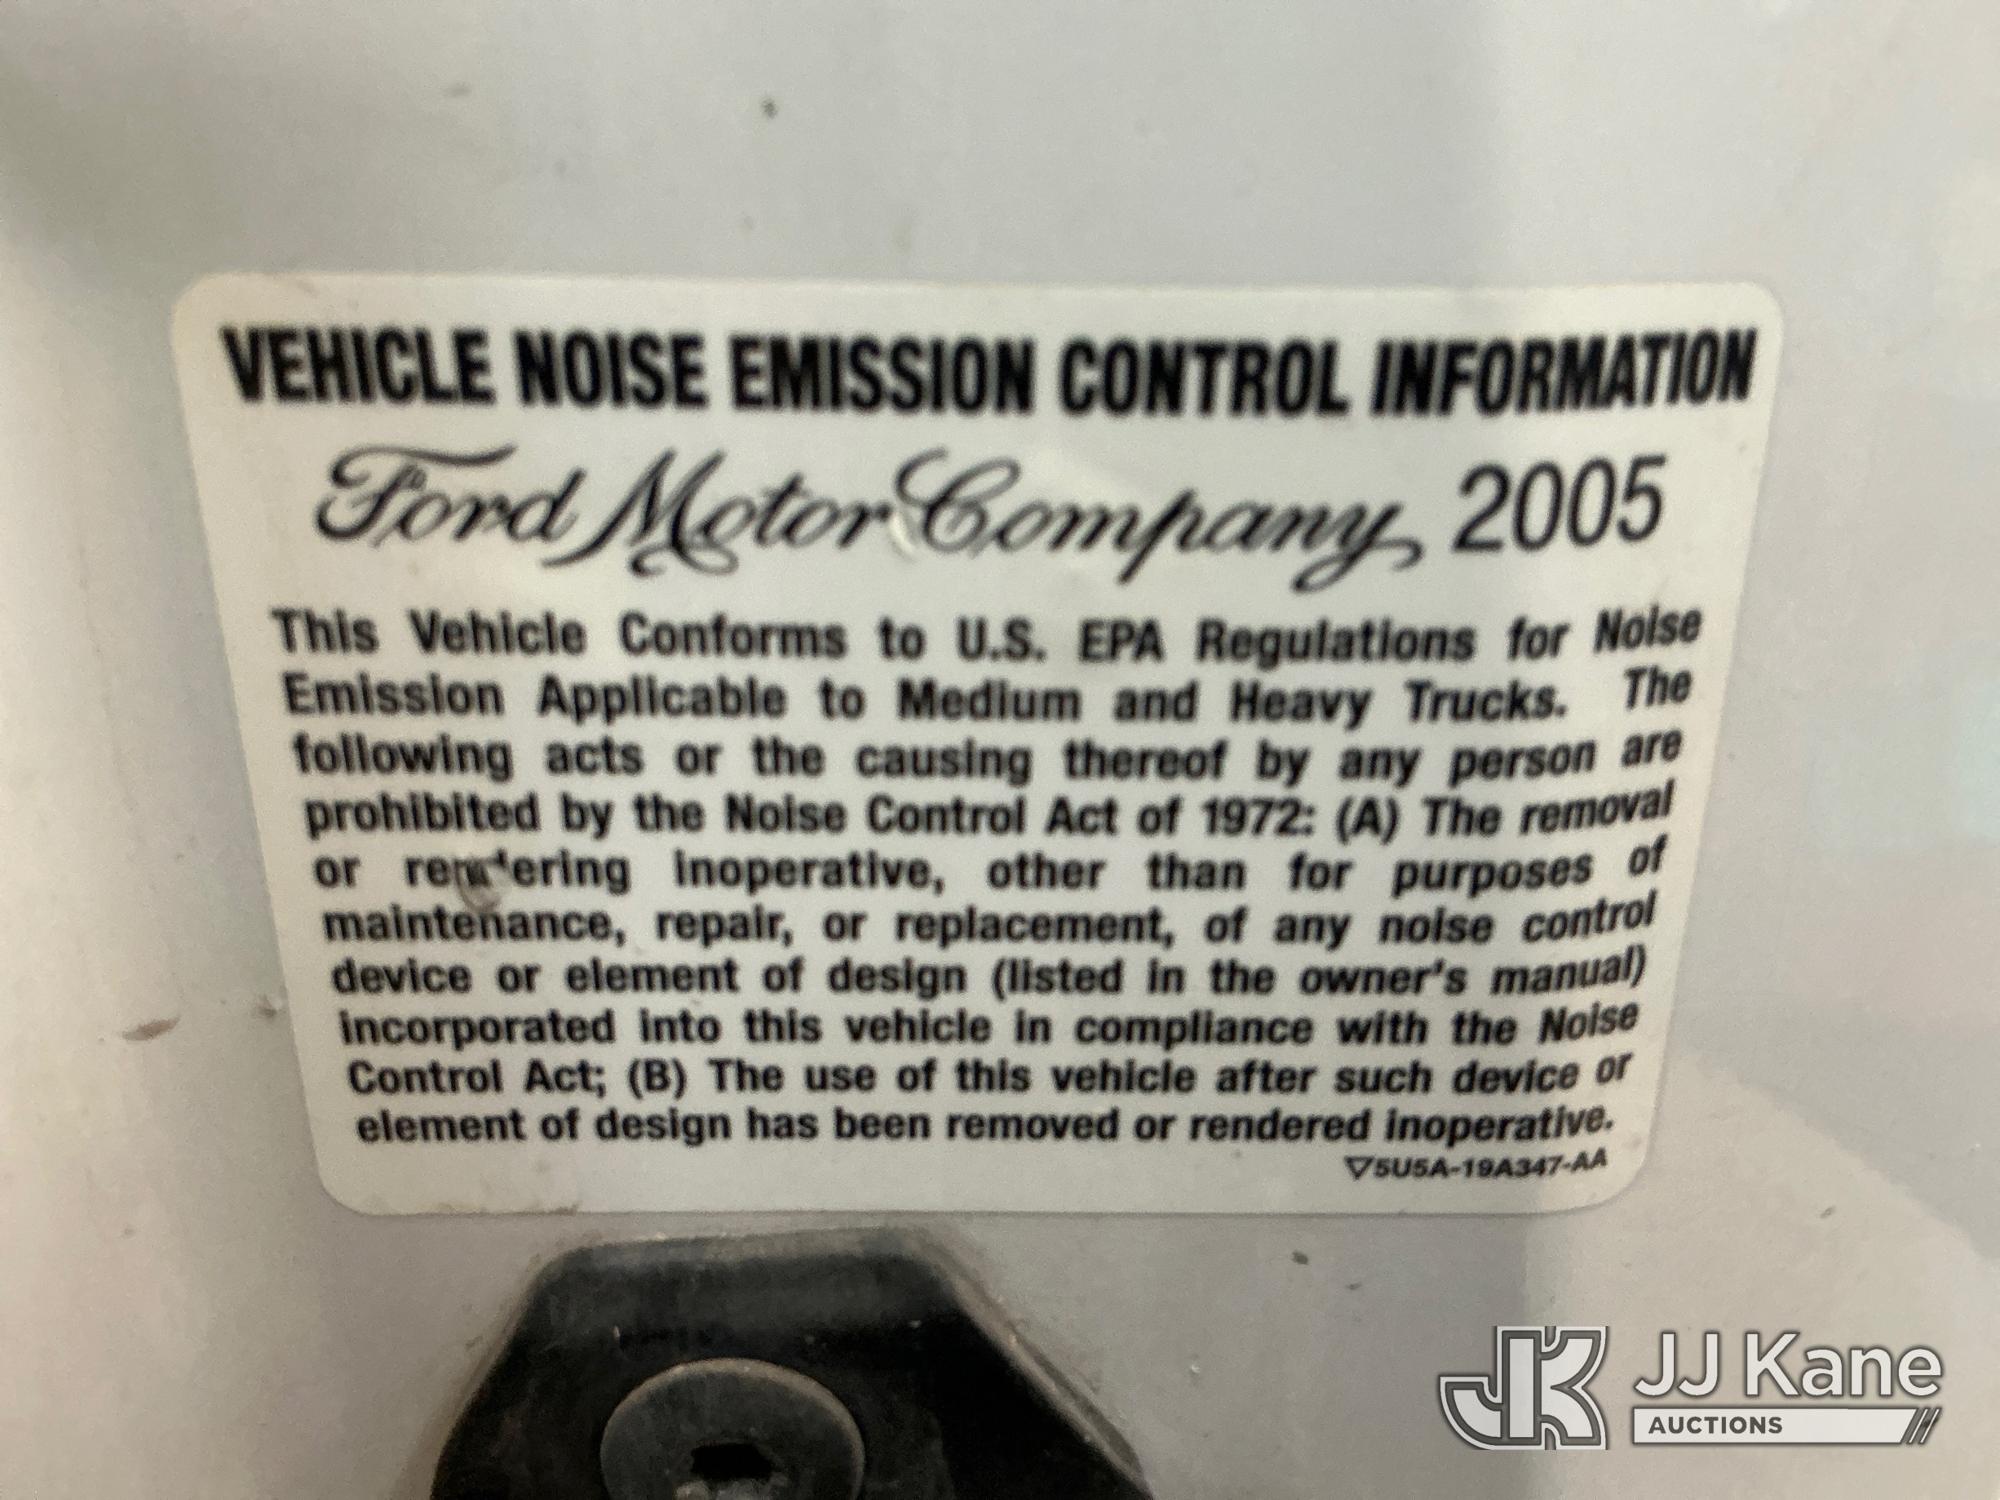 VEHICLE NOISE EMISSION CONTROL INFORMATION
Ford Motor Company 2005
This Vehicle Conforms to U.S. EPA Regulations for Noise
Emission Applicable to Medium and Heavy Trucks. The
following acts or the causing thereof by any person are
prohibited by the Noise Control Act of 1972: (A) The removal
or rendering inoperative, other than for purposes of
maintenance, repair, or replacement, of any noise control
device or element of design (listed in the owner's manual)
incorporated into this vehicle in compliance with the Noise
Control Act; (B) The use of this vehicle after such device or
element of design has been removed or rendered inoperative.
▽5U5A-19A347-AA
JK JJ Kane
AUCTIONS